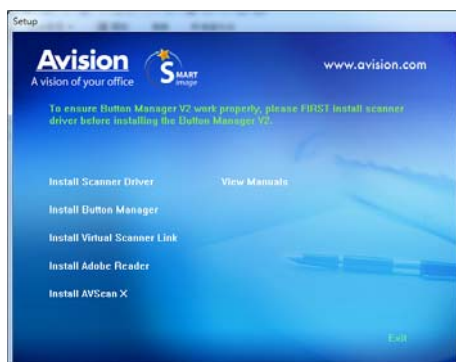 Setup
Avision
A vision of your office
SMART
image
www.avision.com
To ensure Button Manager V2 work properly, please FIRST install scanner
driver before installing the Button Manager V2.
Install Scanner Driver
View Manuals
Install Button Manager
Install Virtual Scanner Link
Install Adobe Reader
Install AVScan X
Exit